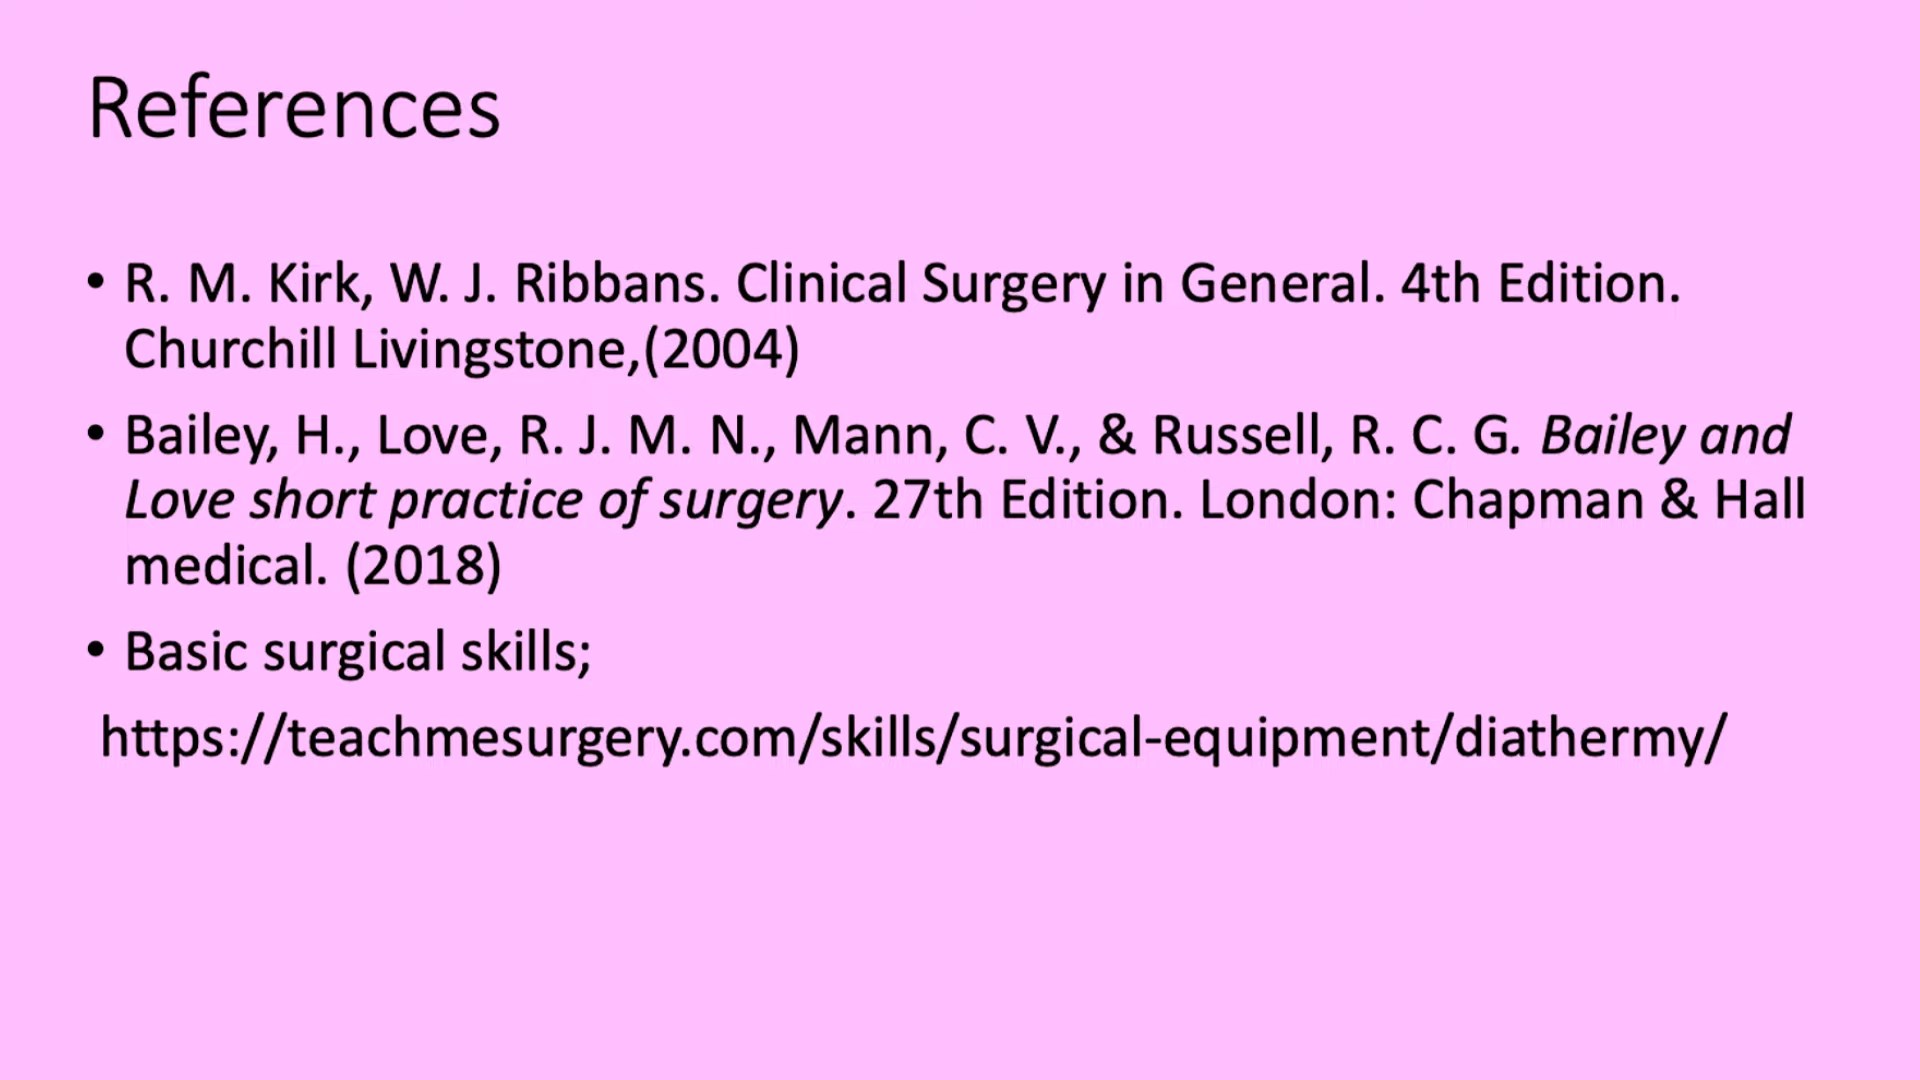 References
• R. M. Kirk, W. J. Ribbans. Clinical Surgery in General. 4th Edition.
Churchill Livingstone,(2004)
• Bailey, H., Love, R. J. M. N., Mann, C. V., & Russell, R. C. G. Bailey and
Love short practice of surgery. 27th Edition. London: Chapman & Hall
medical. (2018)
• Basic surgical skills;
https://teachmesurgery.com/skills/surgical-equipment/diathermy/